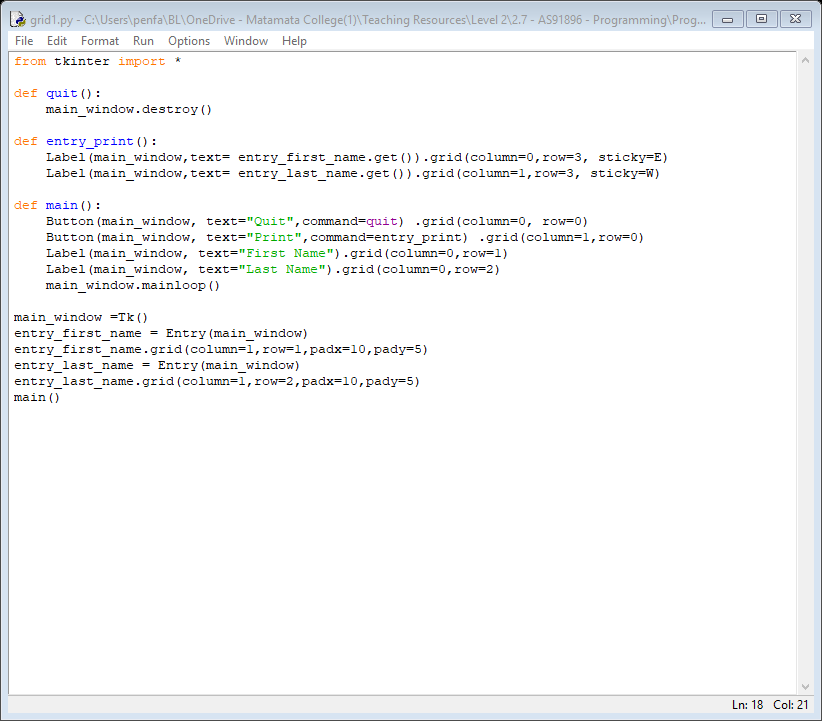 grid1.py - C:\Users\penfa\BL\OneDrive - Matamata College(1)\Teaching Resources\Level 2\2.7 - AS91896 - Programming\Prog...
File Edit Format Run Options Window Help
from tkinter import *
def quit():
    main_window.destroy()
def entry_print():
    Label(main_window,text= entry_first_name.get()).grid(column=0,row=3, sticky=E)
    Label(main_window,text= entry_last_name.get()).grid(column=1,row=3, sticky=W)
def main():
    Button(main_window, text="Quit",command=quit) .grid(column=0, row=0)
    Button(main_window, text="Print",command=entry_print) .grid(column=1,row=0)
    Label(main_window, text="First Name").grid(column=0,row=1)
    Label(main_window, text="Last Name").grid(column=0,row=2)
    main_window.mainloop()
main_window =Tk()
entry_first_name = Entry(main_window)
entry_first_name.grid(column=1,row=1,padx=10,pady=5)
entry_last_name = Entry(main_window)
entry_last_name.grid(column=1,row=2,padx=10,pady=5)
main()
Ln: 18 Col: 21